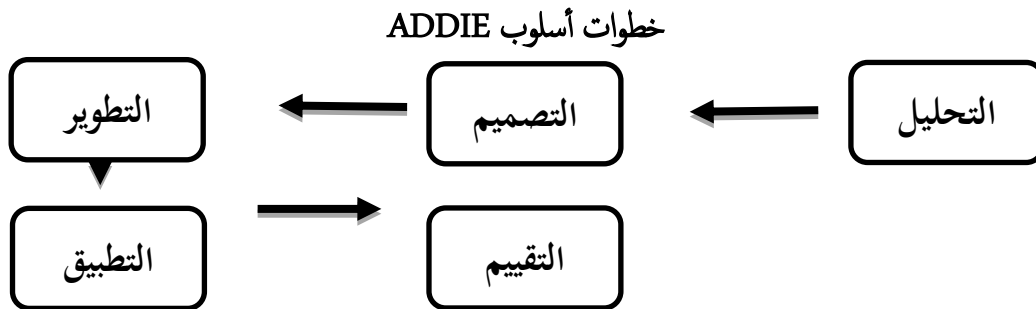 خطوات أسلوب ADDIE
التحليل
التصميم
التطوير
التطبيق
التقييم